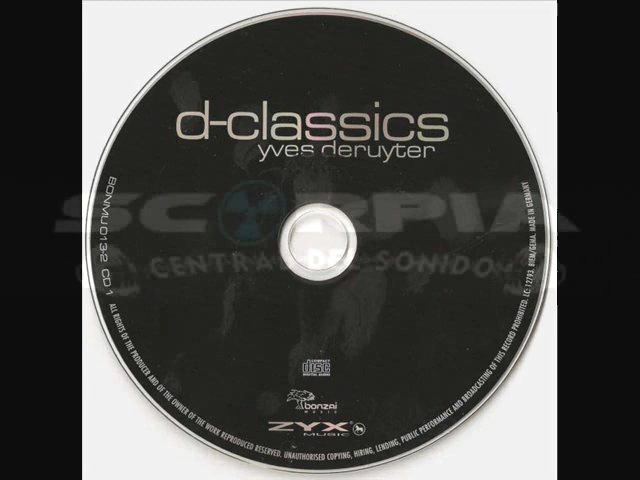 d-classics
yves deruyter
SCORPIA
CENTRAL DEL SONIDO
BONMU 013-2 CD 1
COMPACT
disc
DIGITAL AUDIO
bonzai
MUSIC
ZYX
MUSIC
ALL RIGHTS OF THE PRODUCER AND OF THE OWNER OF THE WORK REPRODUCED RESERVED. UNAUTHORISED COPYING, HIRING, LENDING, PUBLIC PERFORMANCE AND BROADCASTING OF THIS RECORD PROHIBITED. LC: 12793. BIEM/GEMA. MADE IN GERMANY